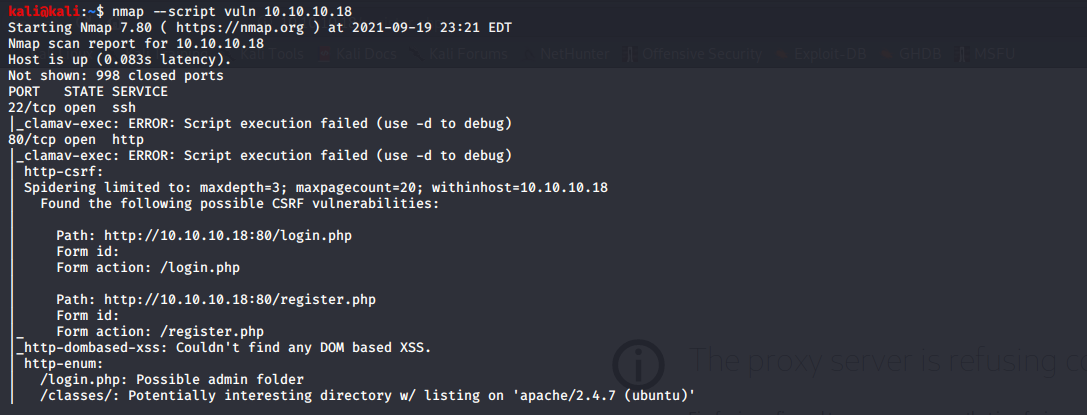 kali@kali:~$ nmap --script vuln 10.10.10.18
Starting Nmap 7.80 ( https://nmap.org ) at 2021-09-19 23:21 EDT
Nmap scan report for 10.10.10.18
Host is up (0.083s latency).
Kali Tools Kali Docs Kali Forums NetHunter Offensive Security Exploit-DB GHDB MSFU
Not shown: 998 closed ports
PORT   STATE SERVICE
22/tcp open  ssh
|_clamav-exec: ERROR: Script execution failed (use -d to debug)
80/tcp open  http
|_clamav-exec: ERROR: Script execution failed (use -d to debug)
| http-csrf:
| Spidering limited to: maxdepth=3; maxpagecount=20; withinhost=10.10.10.18
|   Found the following possible CSRF vulnerabilities:
|
|     Path: http://10.10.10.18:80/login.php
|     Form id:
|     Form action: /login.php
|
|     Path: http://10.10.10.18:80/register.php
|     Form id:
|_    Form action: /register.php
|_http-dombased-xss: Couldn't find any DOM based XSS.
| http-enum:
The proxy server is refusing co
|   /login.php: Possible admin folder
|   /classes/: Potentially interesting directory w/ listing on 'apache/2.4.7 (ubuntu)'